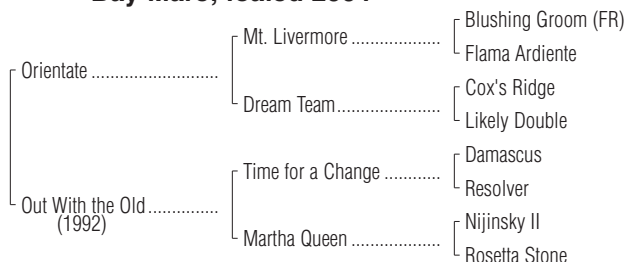 Bay Mare, foaled
Blushing Groom (FR)
Mt. Livermore ...................
Flama Ardiente
Orientate ...........................
Cox's Ridge
Dream Team......................
Likely Double
Damascus
Time for a Change ............
Resolver
Out With the Old...............
(1992)
Nijinsky II
Martha Queen ...................
Rosetta Stone